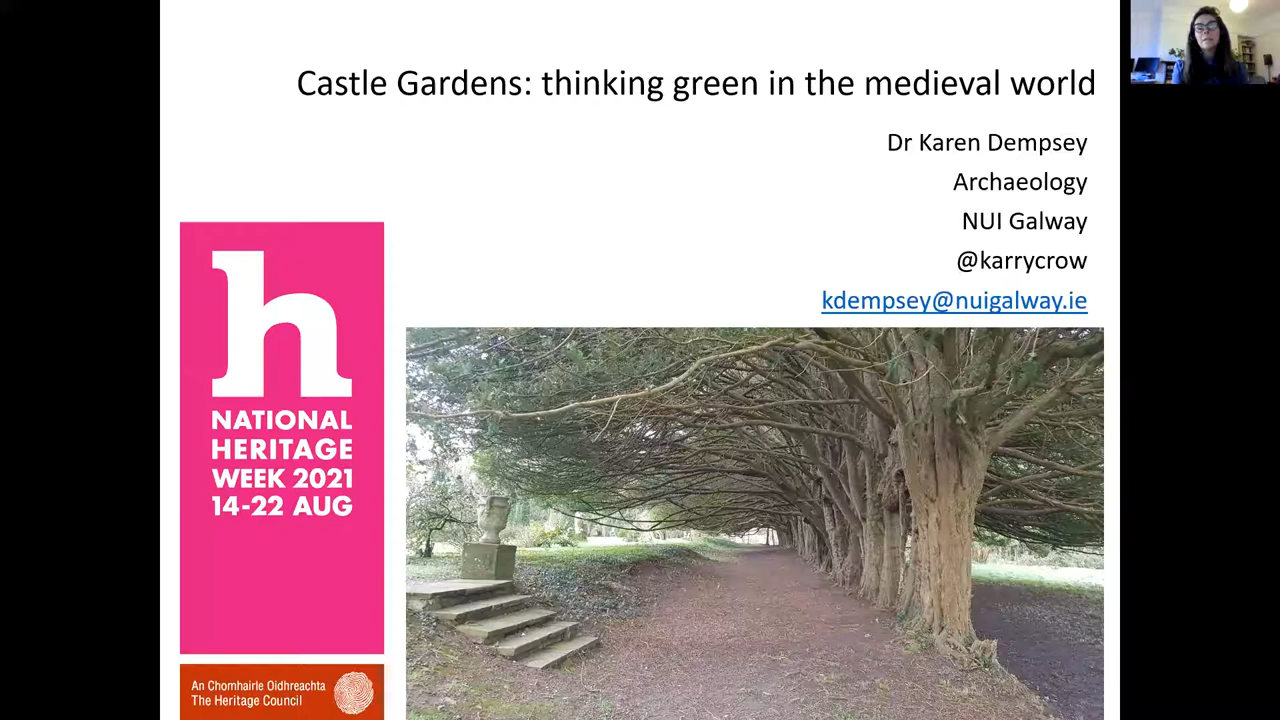 Castle Gardens: thinking green in the medieval world
Dr Karen Dempsey
Archaeology
NUI Galway
@karrycrow
kdempsey@nuigalway.ie
h
NATIONAL
HERITAGE
WEEK 2021
14-22 AUG
An Chomhairle Oidhreachta
The Heritage Council